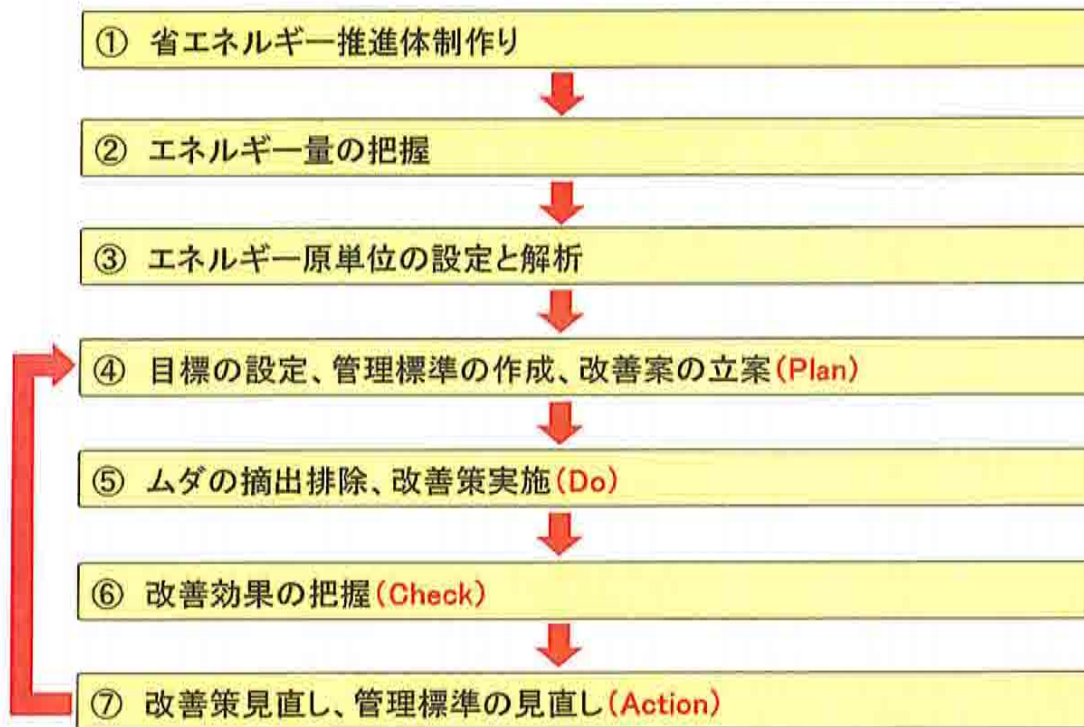 ① 省エネルギー推進体制作り
② エネルギー量の把握
③ エネルギー原単位の設定と解析
④ 目標の設定、管理標準の作成、改善案の立案(Plan)
⑤ ムダの摘出排除、改善策実施(Do)
⑥ 改善効果の把握(Check)
⑦ 改善策見直し、管理標準の見直し(Action)